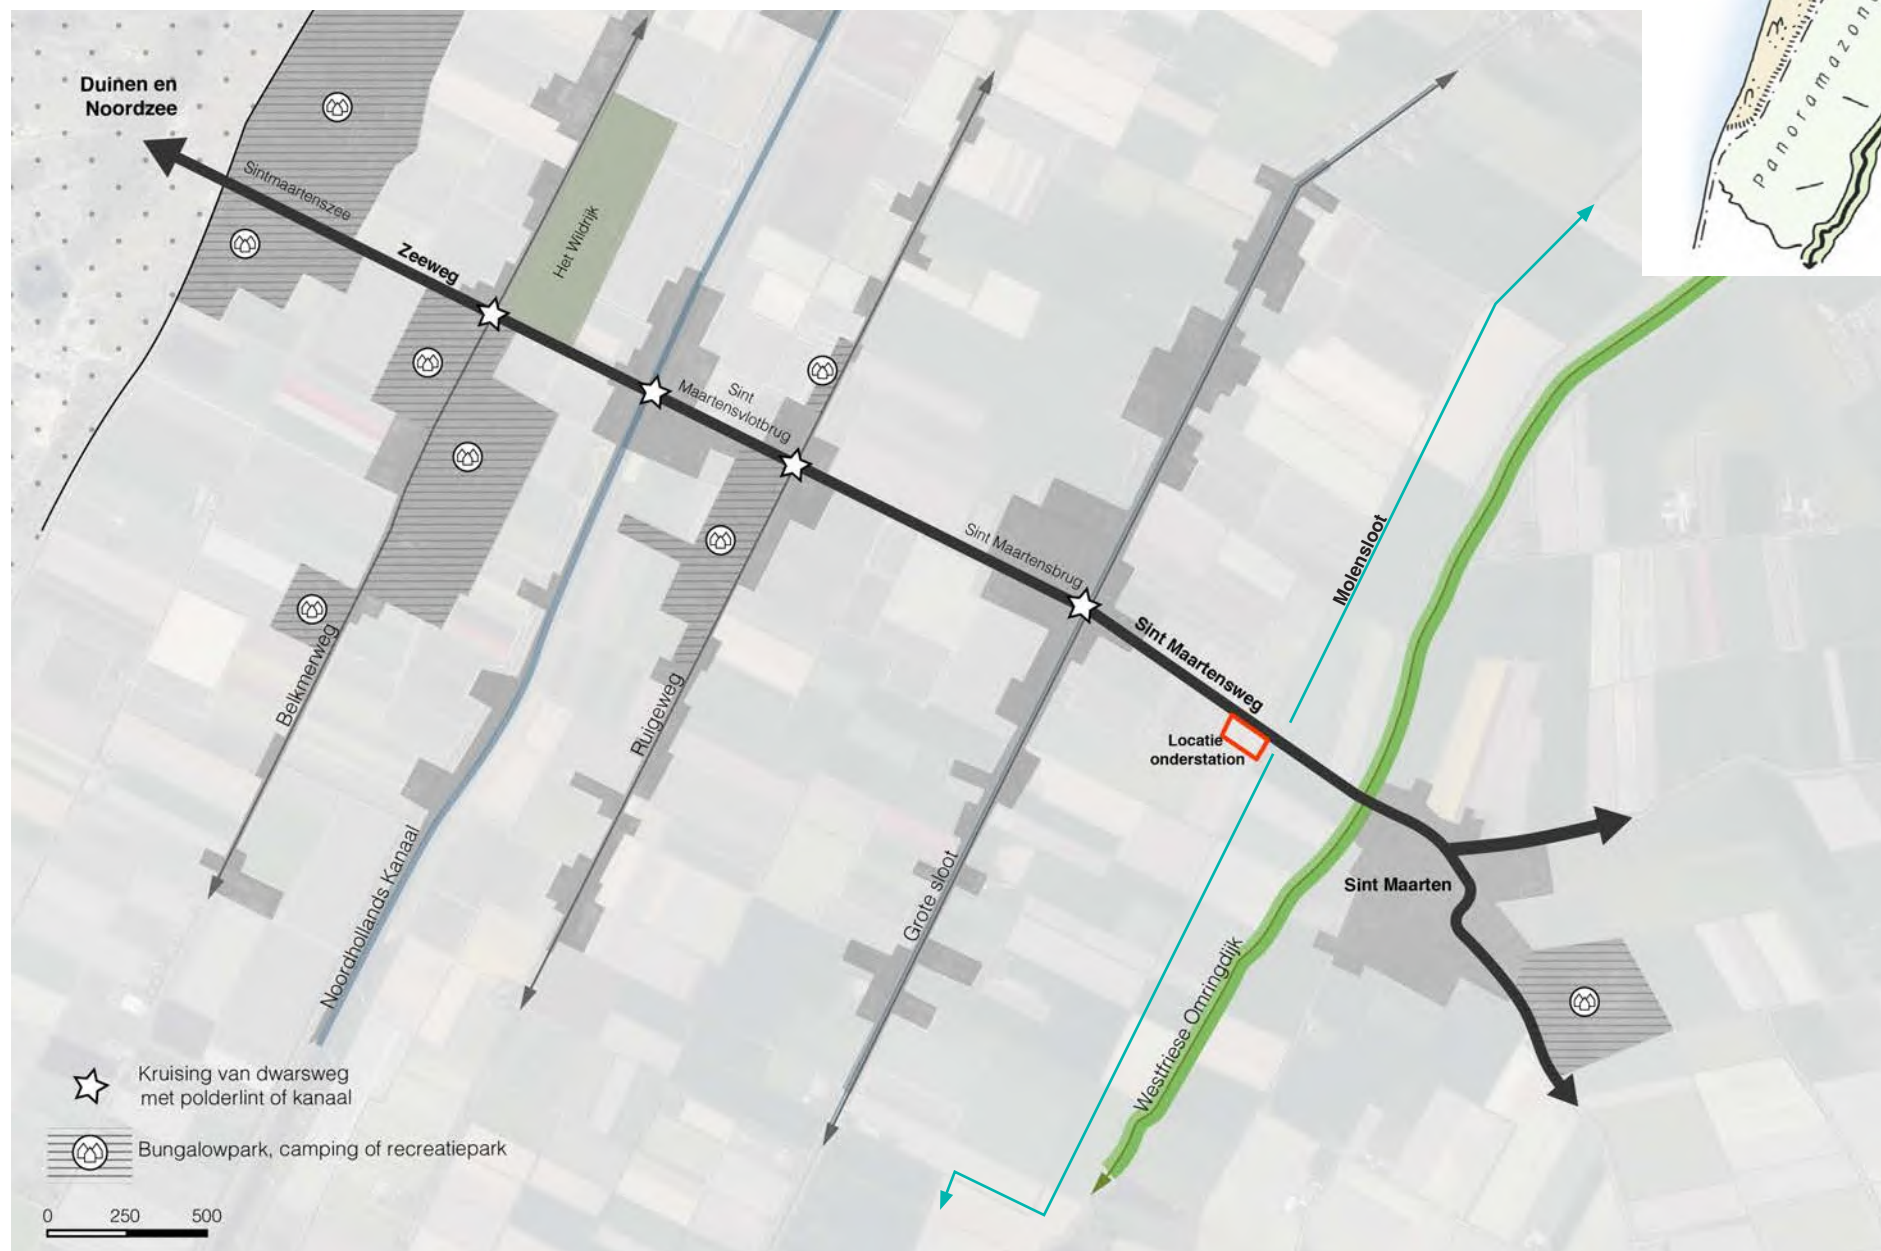 Duinen en
Noordzee
Sintmaartenszee
Zeeweg
Het Wildrijk
Sint
Maartensvlotbrug
Sint Maartensbrug
Sint Maartensweg
Molensloot
Panoramazon
Locatie
onderstation
Belkmerweg
Ruigeweg
Noordhollands Kanaal
Grote sloot
Westfriese Omringdijk
Sint Maarten
Kruising van dwarsweg
met polderlint of kanaal
Bungalowpark, camping of recreatiepark
0 250 500